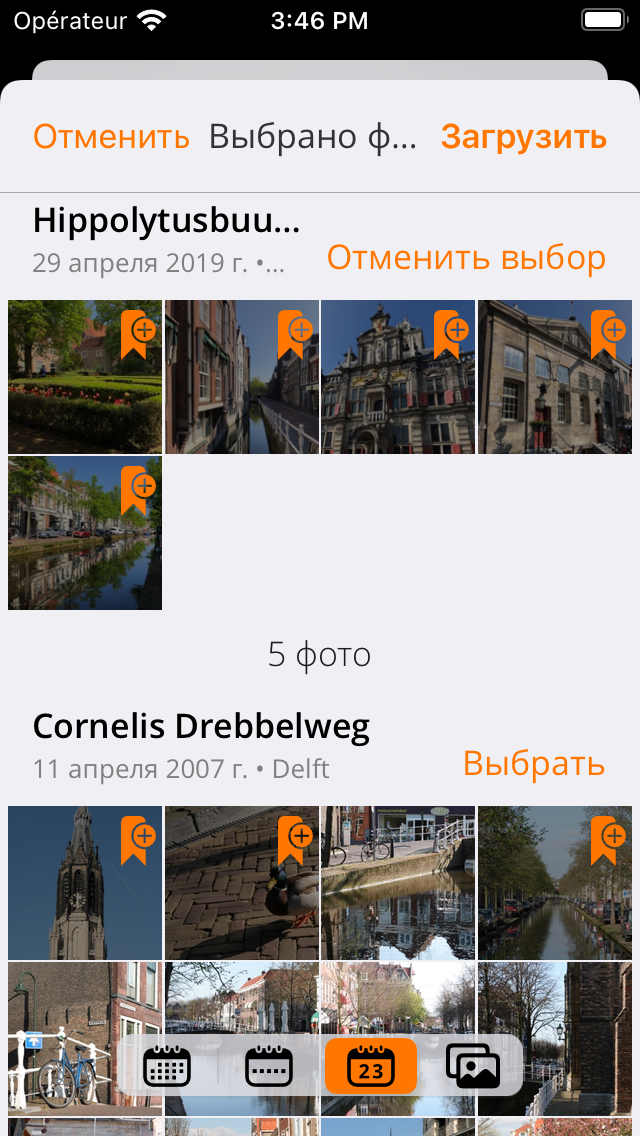 Opérateur 3:46 PM
Отменить Выбрано ф... Загрузить
Hippolytusbuu...
29 апреля 2019 г. •... Отменить выбор
5 фото
Cornelis Drebbelweg
11 апреля 2007 г. • Delft Выбрать
23